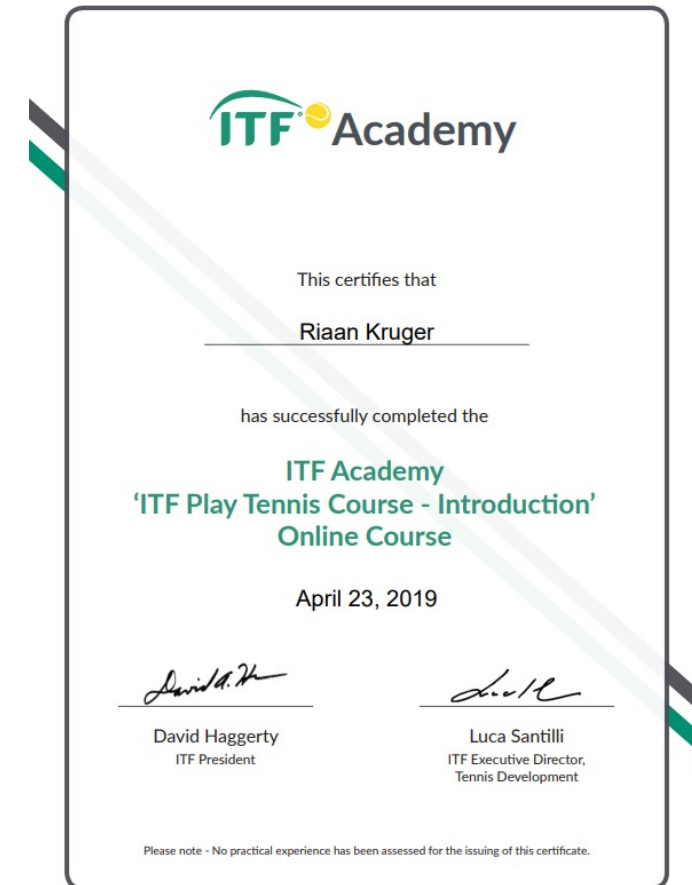 ITF Academy
This certifies that
Riaan Kruger
has successfully completed the
ITF Academy
‘ITF Play Tennis Course - Introduction’
Online Course
April 23, 2019
David Haggerty
ITF President
Luca Santilli
ITF Executive Director,
Tennis Development
Please note - No practical experience has been assessed for the issuing of this certificate.